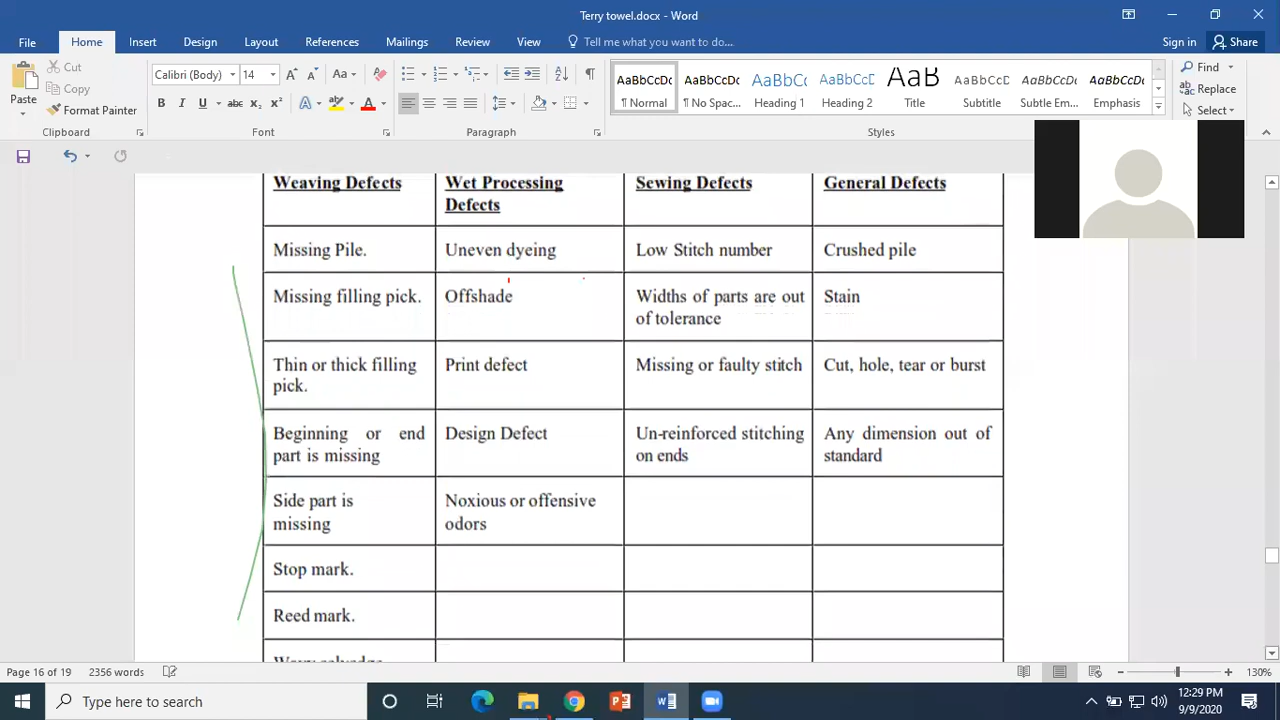 Terry towel.docx - Word
File Home Insert Design Layout References Mailings Review View Tell me what you want to do... Sign in Share
Cut
Copy
Format Painter
Paste
Calibri (Body) 14
AaBbCcDc AaBbCcDc AaBbCc AaBbCcD AaB AaBbCcD AaBbCcDc AaBbCcDc
¶ Normal ¶ No Spac... Heading Heading 2 Title Subtitle Subtle Em... Emphasis
Find
Replace
Select
Clipboard Font Paragraph Styles
Weaving Defects
Wet Processing
Defects
Sewing Defects
General Defects
Missing Pile.
Uneven dyeing
Low Stitch number
Crushed pile
Missing filling pick.
Offshade
Widths of parts are out
of tolerance
Stain
Thin or thick filling
pick.
Print defect
Missing or faulty stitch
Cut, hole, tear or burst
Beginning or end
part is missing
Design Defect
Un-reinforced stitching
on ends
Any dimension out of
standard
Side part is
missing
Noxious or offensive
odors
Stop mark.
Reed mark.
Page 16 of 19 2356 words
130%
Type here to search
12:29 PM
9/9/2020